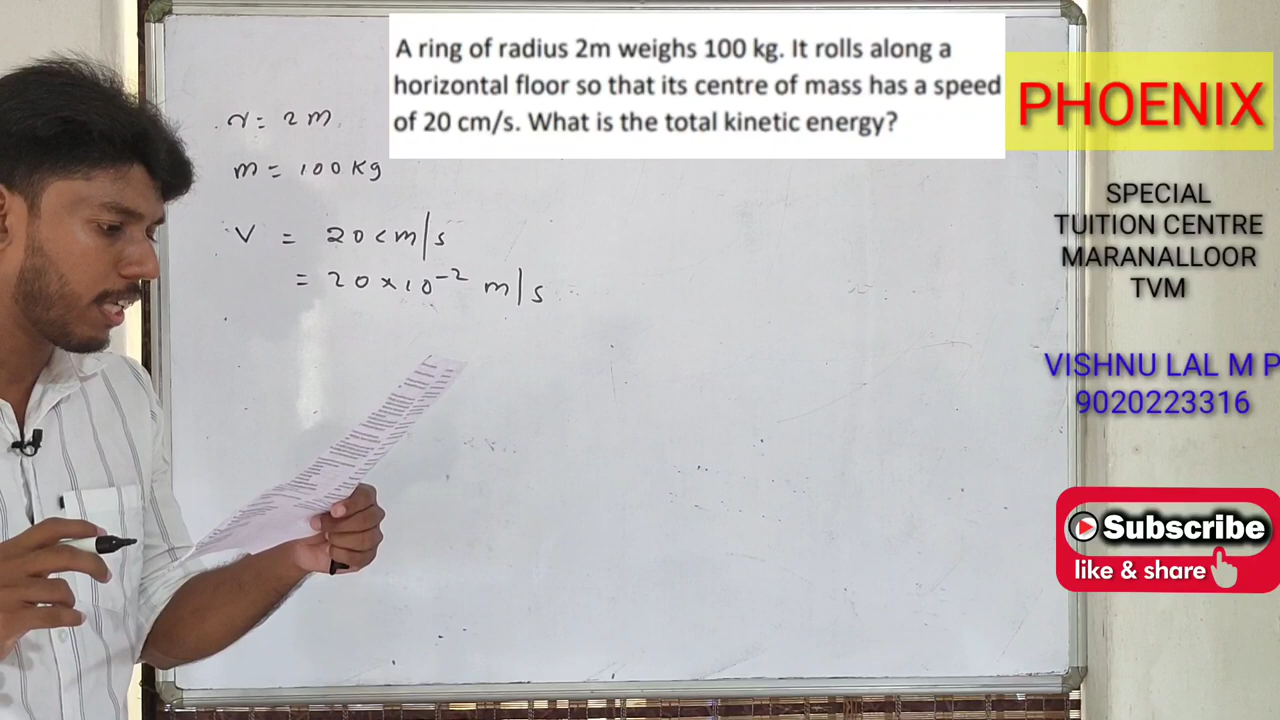 A ring of radius 2m weighs 100 kg. It rolls along a
horizontal floor so that its centre of mass has a speed
of 20 cm/s. What is the total kinetic energy?
r = 2 m
m = 100 Kg
V = 20 cm/s
= 20 × 10⁻² m/s
PHOENIX
SPECIAL
TUITION CENTRE
MARANALLOOR
TVM
VISHNU LAL M P
9020223316
Subscribe
like & share